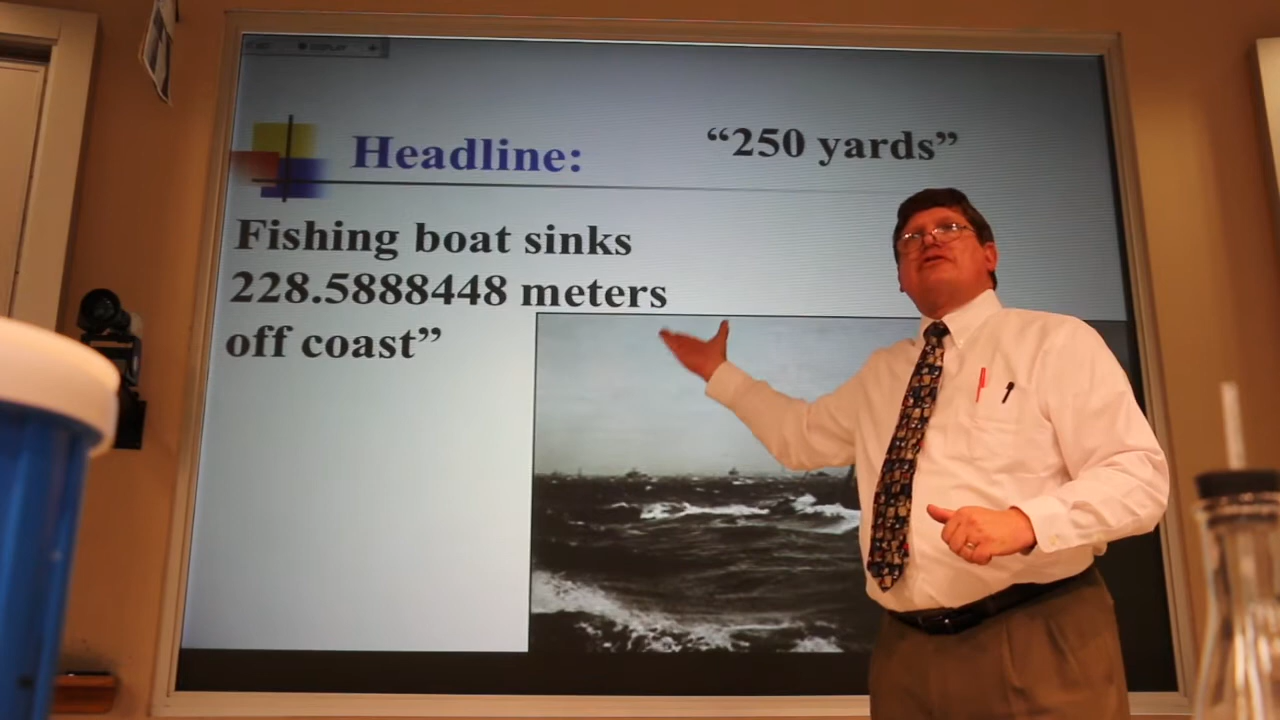 Headline:
“250 yards”
Fishing boat sinks
228.5888448 meters
off coast”